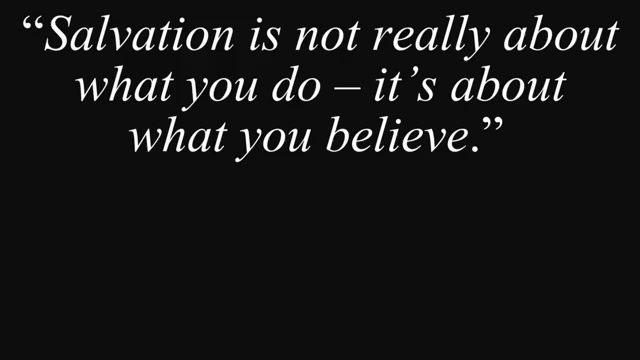 “Salvation is not really about
what you do – it’s about
what you believe.”